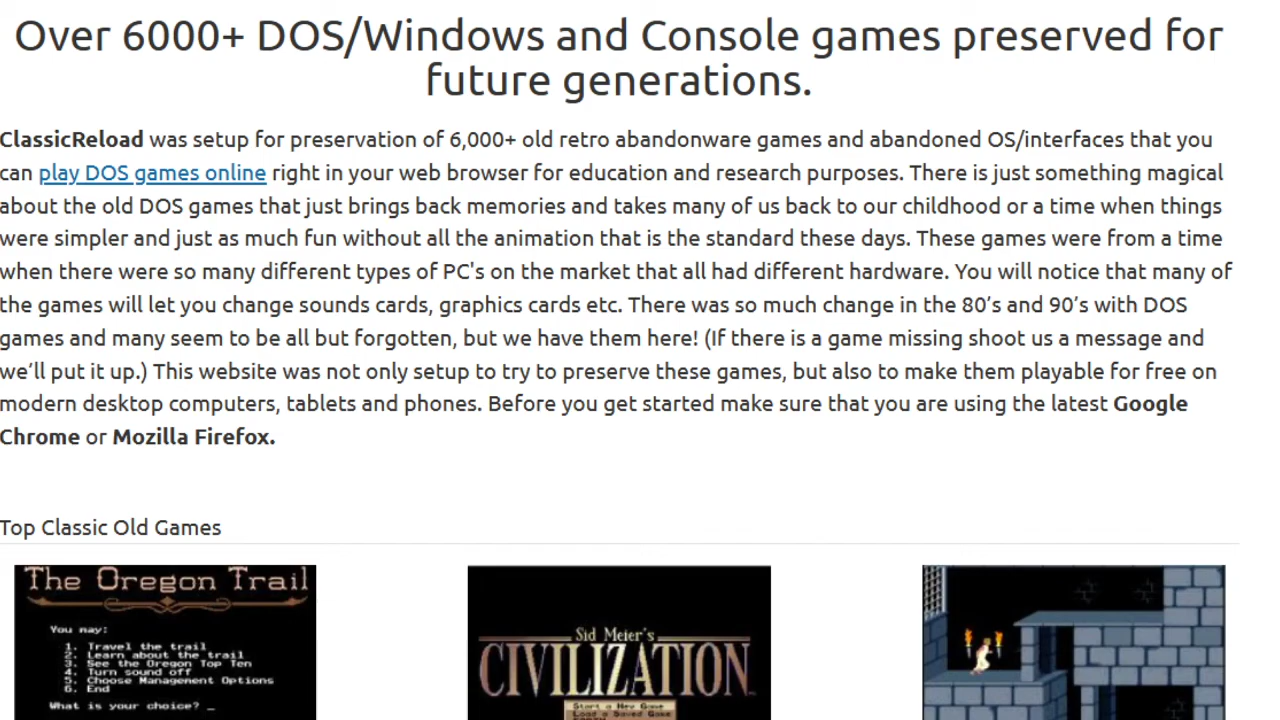 Over 6000+ DOS/Windows and Console games preserved for
future generations.
ClassicReload was setup for preservation of 6,000+ old retro abandonware games and abandoned OS/interfaces that you
can play DOS games online right in your web browser for education and research purposes. There is just something magical
about the old DOS games that just brings back memories and takes many of us back to our childhood or a time when things
were simpler and just as much fun without all the animation that is the standard these days. These games were from a time
when there were so many different types of PC's on the market that all had different hardware. You will notice that many of
the games will let you change sounds cards, graphics cards etc. There was so much change in the 80’s and 90’s with DOS
games and many seem to be all but forgotten, but we have them here! (If there is a game missing shoot us a message and
we’ll put it up.) This website was not only setup to try to preserve these games, but also to make them playable for free on
modern desktop computers, tablets and phones. Before you get started make sure that you are using the latest Google
Chrome or Mozilla Firefox.
Top Classic Old Games
The Oregon Trail
You may:
1. Travel the trail
2. Learn about the trail
3. See the Oregon Top Ten
4. Turn sound off
5. Choose Management Options
6. End
What is your choice? _
Sid Meier's
CIVILIZATION
Start a New Game
Load a Saved Game